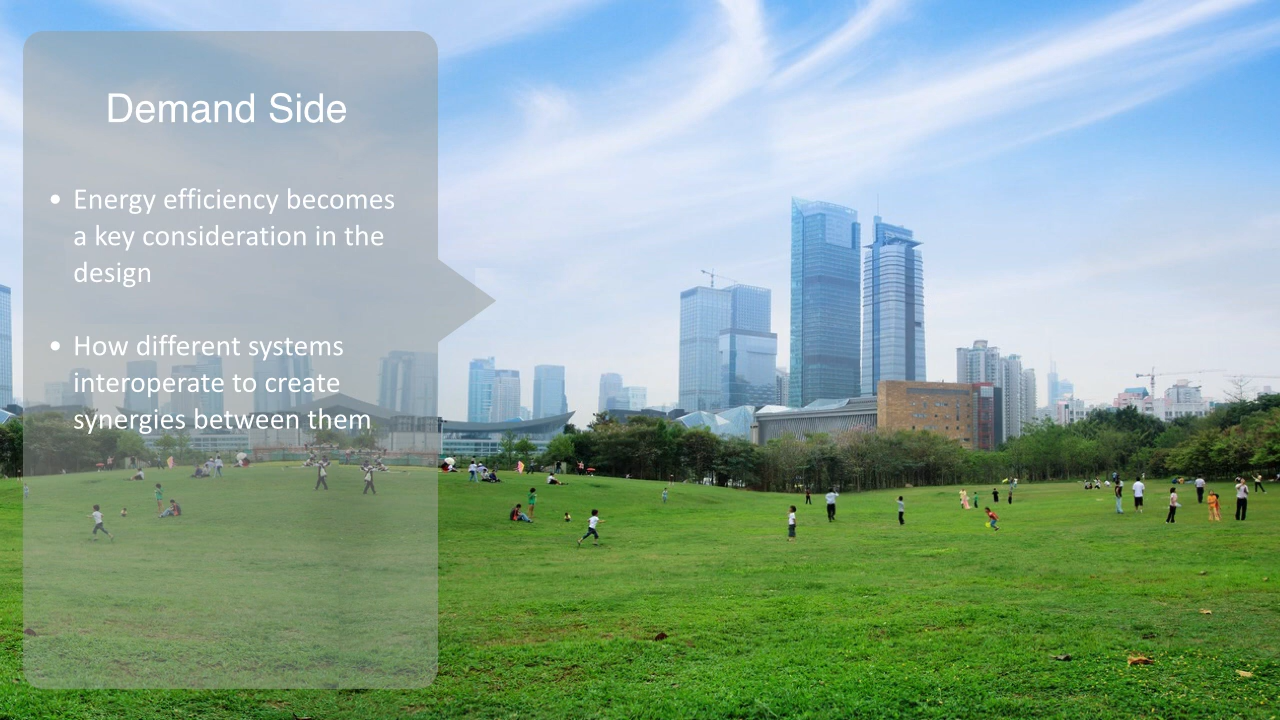 Demand Side
• Energy efficiency becomes
a key consideration in the
design
• How different systems
interoperate to create
synergies between them